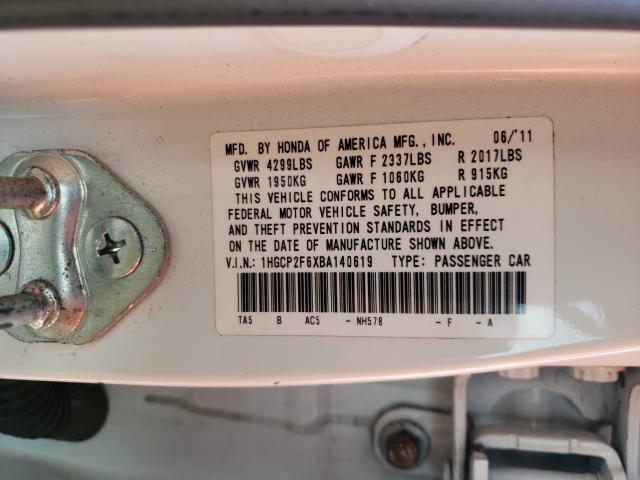 MFD. BY HONDA OF AMERICA MFG., INC. 06/'11
GVWR 4299LBS GAWR F 2337LBS R 2017LBS
GVWR 1950KG GAWR F 1060KG R 915KG
THIS VEHICLE CONFORMS TO ALL APPLICABLE
FEDERAL MOTOR VEHICLE SAFETY, BUMPER,
AND THEFT PREVENTION STANDARDS IN EFFECT
ON THE DATE OF MANUFACTURE SHOWN ABOVE.
V.I.N.: 1HGCP2F6XBA140619 TYPE: PASSENGER CAR
TA5 B AC5 -NH578 -F -A